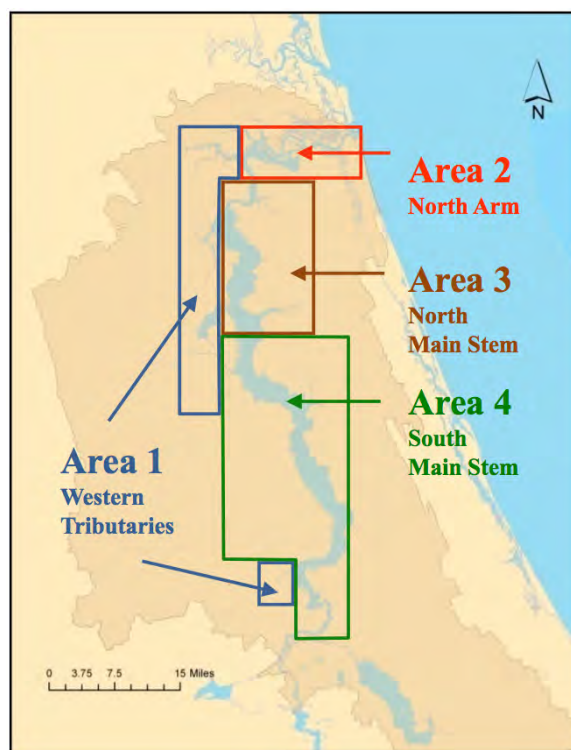 N
Area 2
North Arm
Area 3
North
Main Stem
Area 4
South
Main Stem
Area 1
Western
Tributaries
0 3.75 7.5 15 Miles